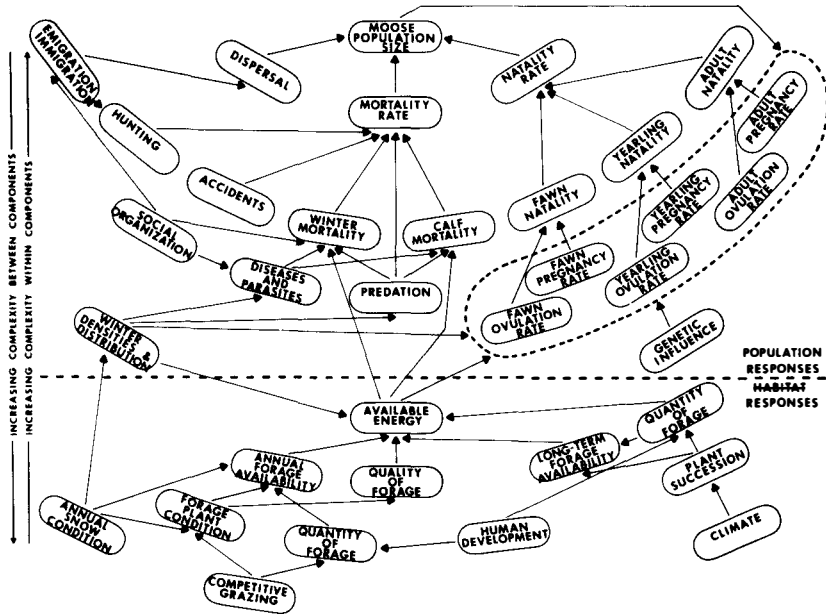 EMIGRATION
IMMIGRATION
DISPERSAL
MOOSE
POPULATION
SIZE
NATALITY
RATE
ADULT
NATALITY
ADULT
PREGNANCY
RATE
HUNTING
MORTALITY
RATE
YEARLING
NATALITY
ADULT
OVULATION
RATE
ACCIDENTS
FAWN
NATALITY
YEARLING
PREGNANCY
RATE
SOCIAL
ORGANIZATION
WINTER
MORTALITY
CALF
MORTALITY
FAWN
PREGNANCY
RATE
YEARLING
OVULATION
RATE
DISEASES
AND
PARASITES
PREDATION
FAWN
OVULATION
RATE
GENETIC
INFLUENCE
WINTER
DENSITIES &
DISTRIBUTION
POPULATION
RESPONSES
HABITAT
RESPONSES
INCREASING COMPLEXITY BETWEEN COMPONENTS
INCREASING COMPLEXITY WITHIN COMPONENTS
AVAILABLE
ENERGY
QUANTITY
OF
FORAGE
ANNUAL
FORAGE
AVAILABILITY
QUALITY
OF
FORAGE
LONG-TERM
FORAGE
AVAILABILITY
PLANT
SUCCESSION
ANNUAL
SNOW
CONDITION
FORAGE
PLANT
CONDITION
QUANTITY
OF
FORAGE
HUMAN
DEVELOPMENT
CLIMATE
COMPETITIVE
GRAZING